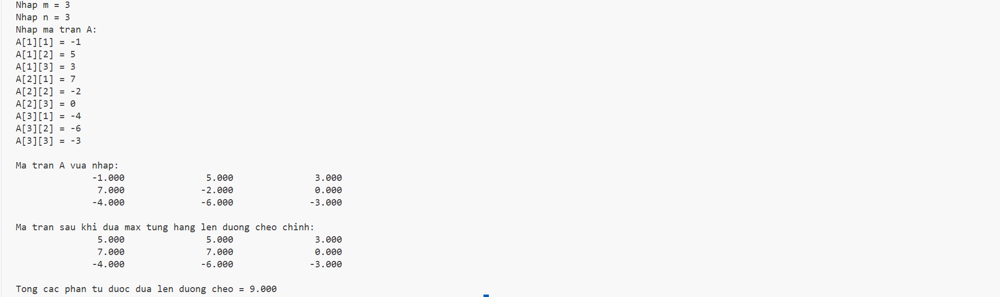 Nhap m = 3
Nhap n = 3
Nhap ma tran A:
A[1][1] = -1
A[1][2] = 5
A[1][3] = 3
A[2][1] = 7
A[2][2] = -2
A[2][3] = 0
A[3][1] = -4
A[3][2] = -6
A[3][3] = -3
Ma tran A vua nhap:
-1.000 5.000 3.000
7.000 -2.000 0.000
-4.000 -6.000 -3.000
Ma tran sau khi dua max tung hang len duong cheo chinh:
5.000 5.000 3.000
7.000 7.000 0.000
-4.000 -6.000 -3.000
Tong cac phan tu duoc dua len duong cheo = 9.000